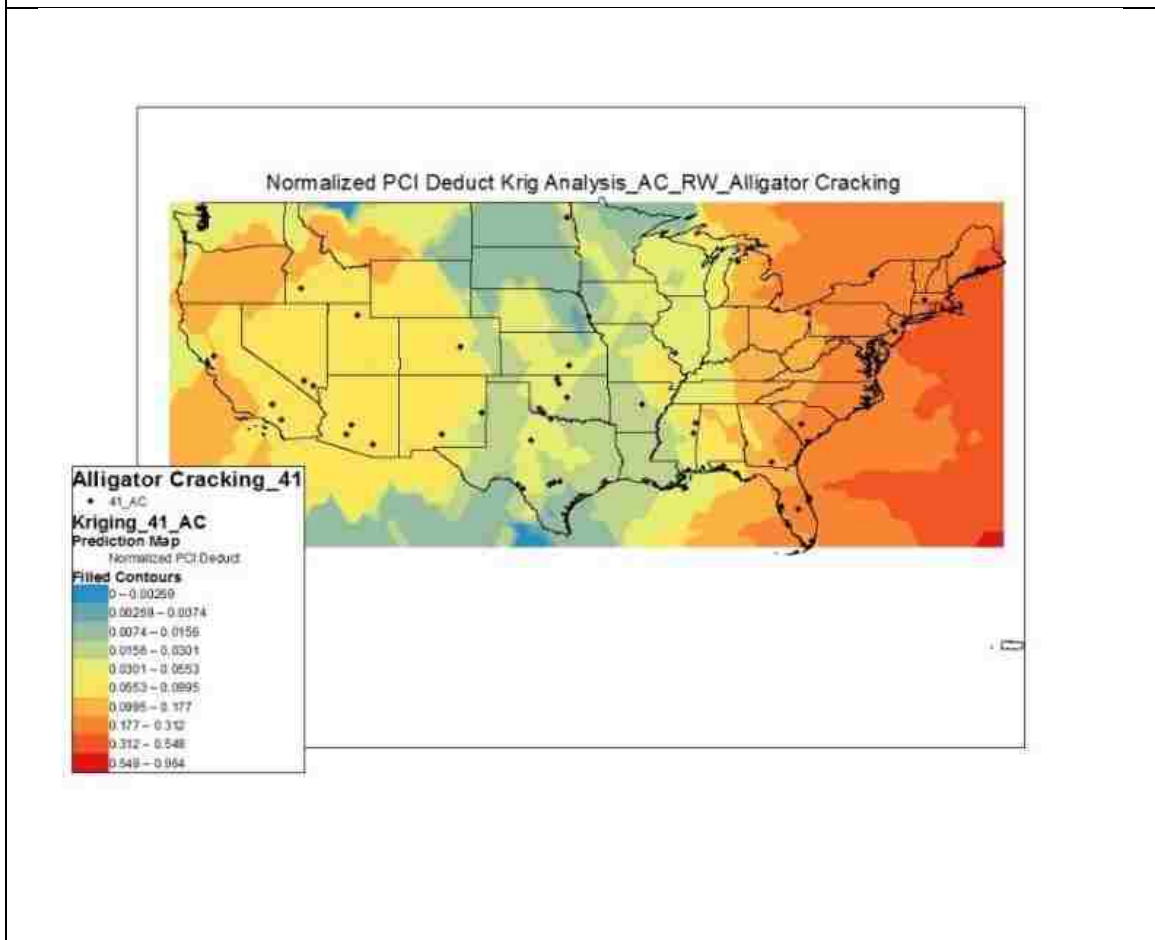 Normalized PCI Deduct Krig Analysis_AC_RW_Alligator Cracking
Alligator Cracking_41
41_AC
Kriging_41_AC
Prediction Map
Normalized PCI Deduct
Filled Contours
0 – 0.00259
0.00259 – 0.0074
0.0074 – 0.0156
0.0156 – 0.0301
0.0301 – 0.0553
0.0553 – 0.0995
0.0995 – 0.177
0.177 – 0.312
0.312 – 0.548
0.548 – 0.964